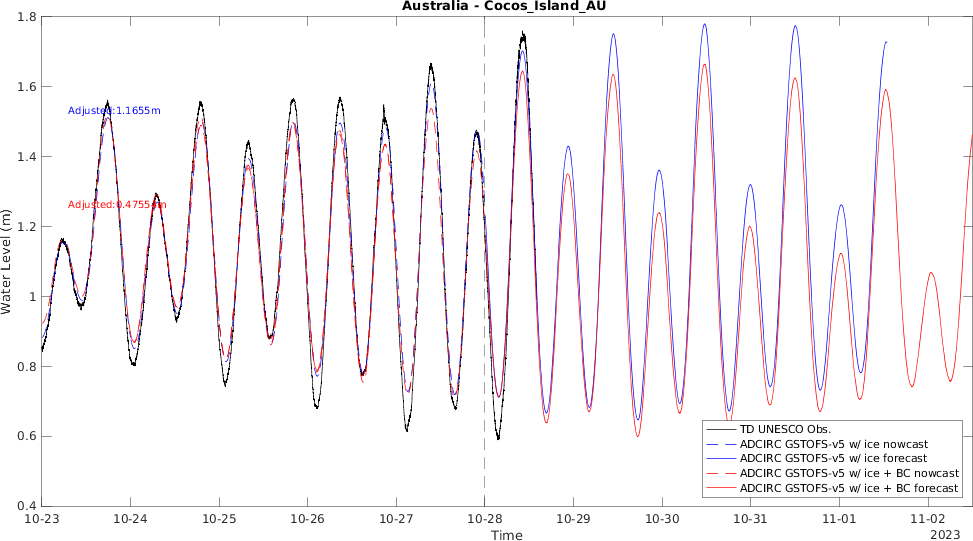 Australia - Cocos_Island_AU
1.8
1.6
1.4
1.2
1
0.8
0.6
0.4
Water Level (m)
Adjusted:1.1655m
Adjusted:0.4755m
TD UNESCO Obs.
ADCIRC GSTOFS-v5 w/ ice nowcast
ADCIRC GSTOFS-v5 w/ ice forecast
ADCIRC GSTOFS-v5 w/ ice + BC nowcast
ADCIRC GSTOFS-v5 w/ ice + BC forecast
10-23 10-24 10-25 10-26 10-27 10-28 10-29 10-30 10-31 11-01 11-02
Time
2023